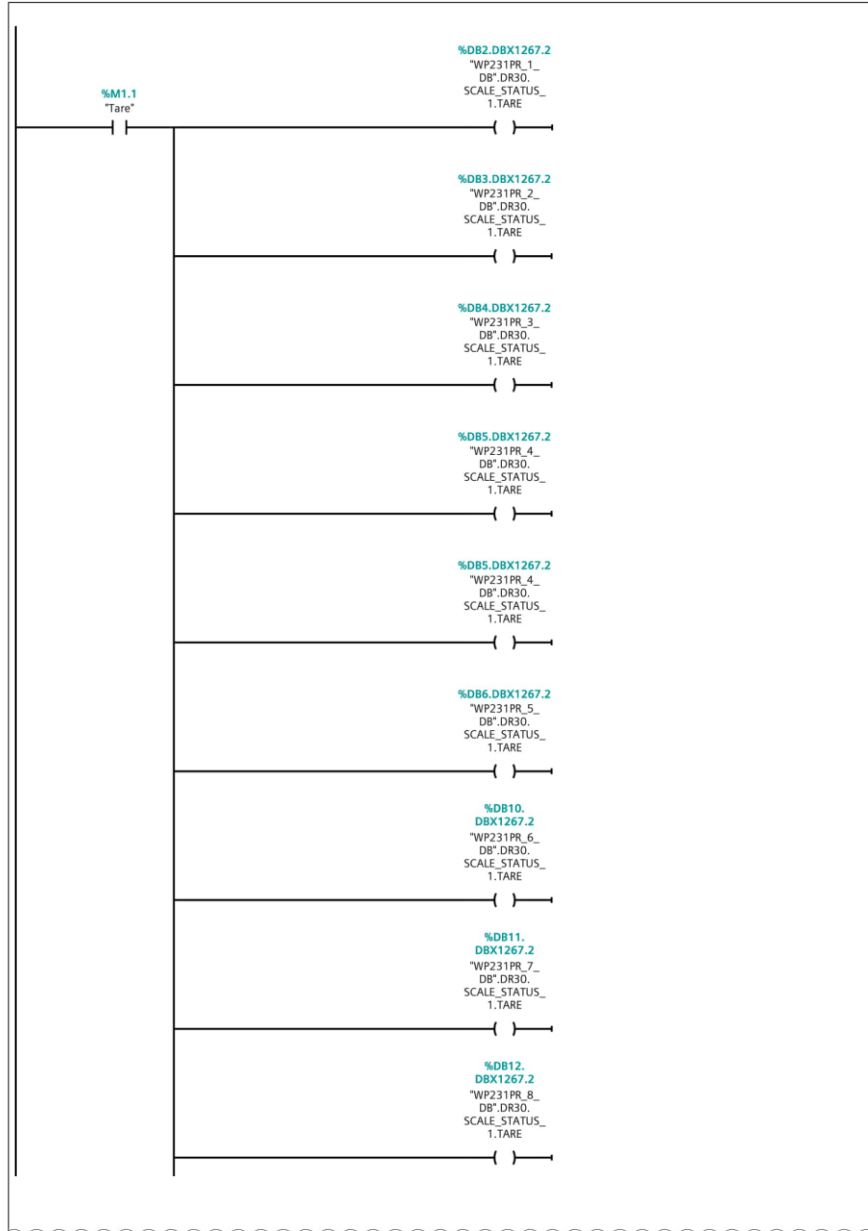 %DB2.DBX1267.2
"WP231PR_1_
DB".DR30.
SCALE_STATUS_
1.TARE
%M1.1
"Tare"
%DB3.DBX1267.2
"WP231PR_2_
DB".DR30.
SCALE_STATUS_
1.TARE
%DB4.DBX1267.2
"WP231PR_3_
DB".DR30.
SCALE_STATUS_
1.TARE
%DB5.DBX1267.2
"WP231PR_4_
DB".DR30.
SCALE_STATUS_
1.TARE
%DB5.DBX1267.2
"WP231PR_4_
DB".DR30.
SCALE_STATUS_
1.TARE
%DB6.DBX1267.2
"WP231PR_5_
DB".DR30.
SCALE_STATUS_
1.TARE
%DB10.
DBX1267.2
"WP231PR_6_
DB".DR30.
SCALE_STATUS_
1.TARE
%DB11.
DBX1267.2
"WP231PR_7_
DB".DR30.
SCALE_STATUS_
1.TARE
%DB12.
DBX1267.2
"WP231PR_8_
DB".DR30.
SCALE_STATUS_
1.TARE